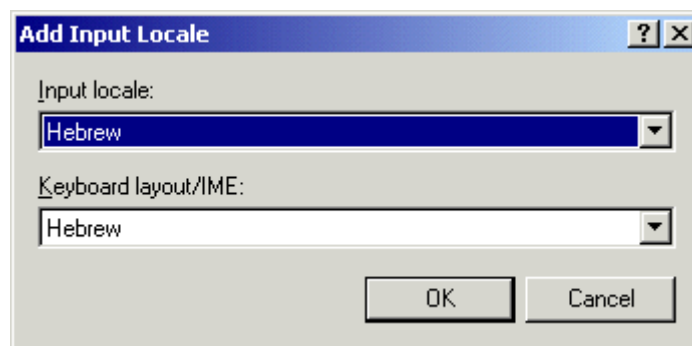 Add Input Locale
Input locale:
Hebrew
Keyboard layout/IME:
Hebrew
OK Cancel